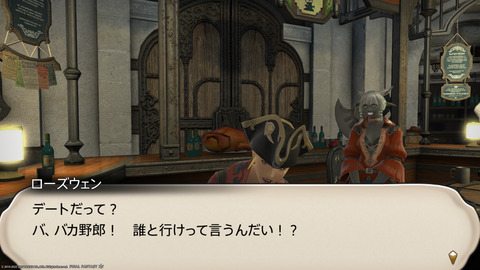 ローズウェン
デートだって？
バ、バカ野郎！　誰と行けって言うんだい！？